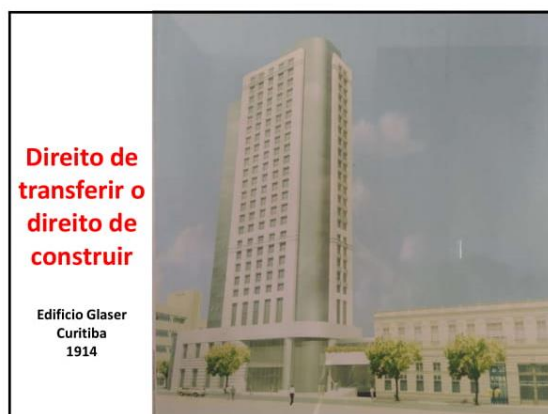 Direito de
transferir o
direito de
construir
Edificio Glaser
Curitiba
1914